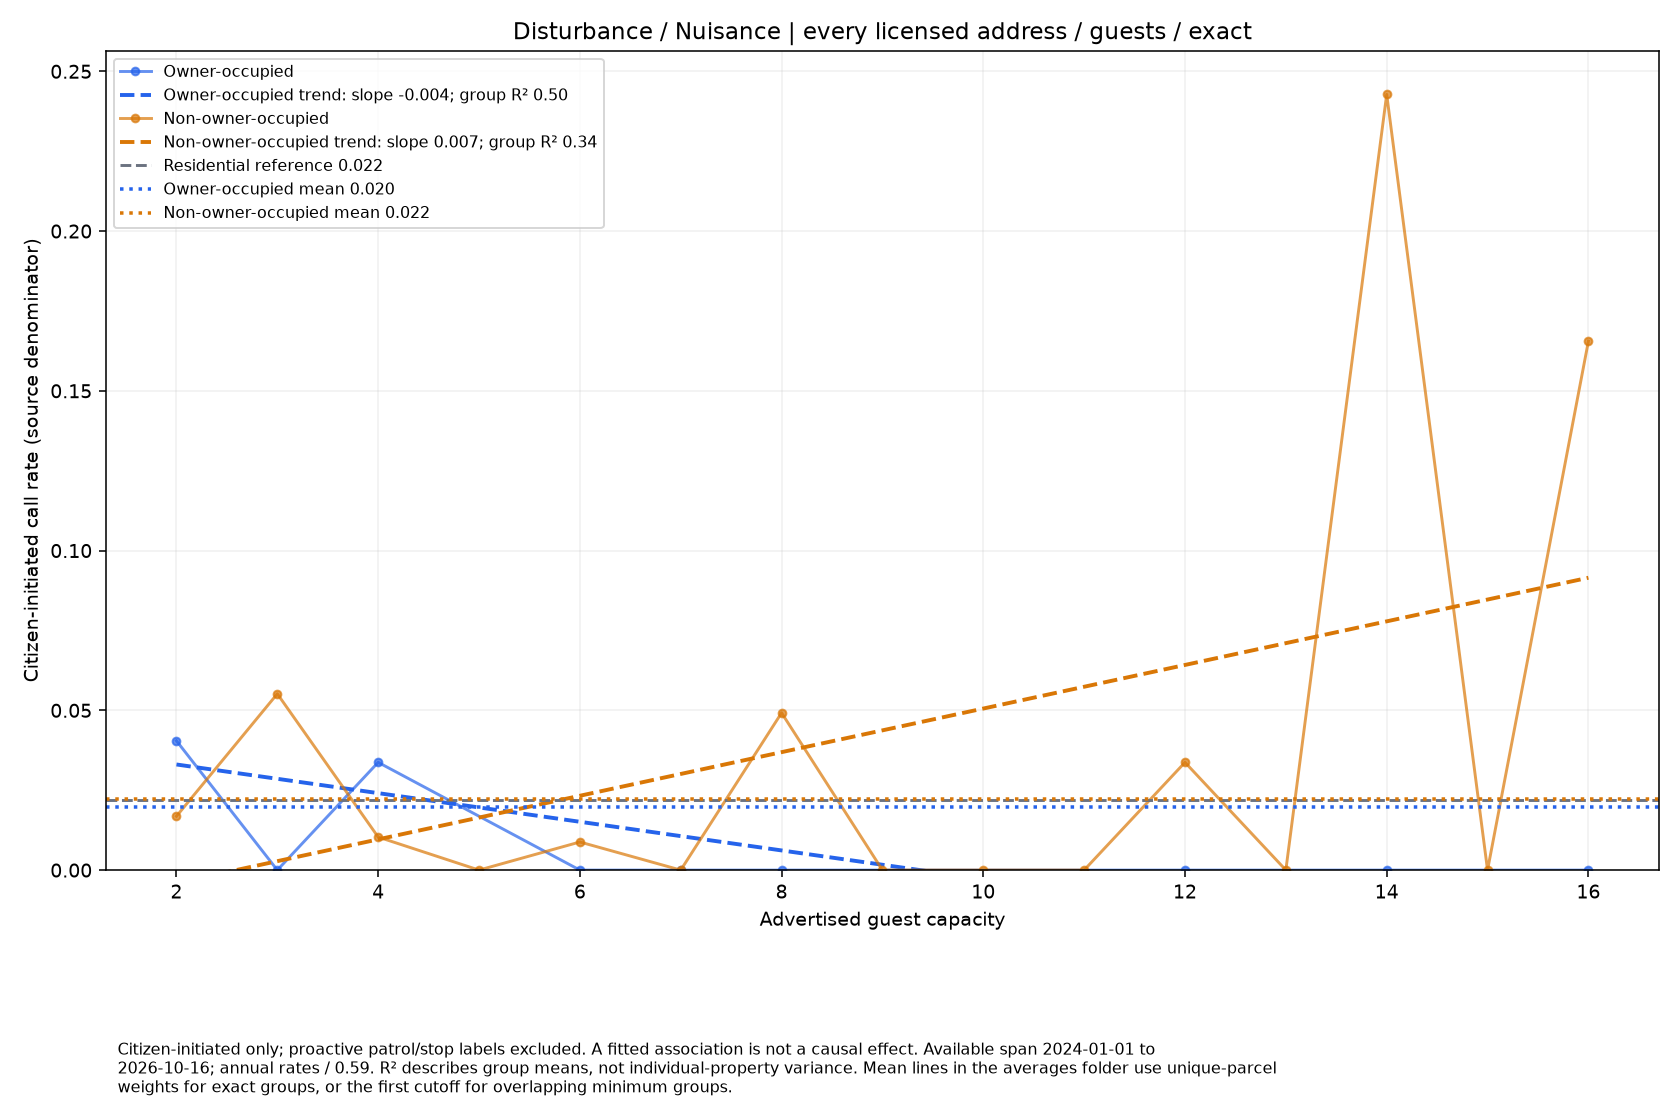 Disturbance / Nuisance | every licensed address / guests / exact
Owner-occupied
Owner-occupied trend: slope -0.004; group R² 0.50
Non-owner-occupied
Non-owner-occupied trend: slope 0.007; group R² 0.34
Residential reference 0.022
Owner-occupied mean 0.020
Non-owner-occupied mean 0.022
Citizen-initiated call rate (source denominator)
0.25
0.20
0.15
0.10
0.05
0.00
2 4 6 8 10 12 14 16
Advertised guest capacity
Citizen-initiated only; proactive patrol/stop labels excluded. A fitted association is not a causal effect. Available span 2024-01-01 to
2026-10-16; annual rates / 0.59. R² describes group means, not individual-property variance. Mean lines in the averages folder use unique-parcel
weights for exact groups, or the first cutoff for overlapping minimum groups.